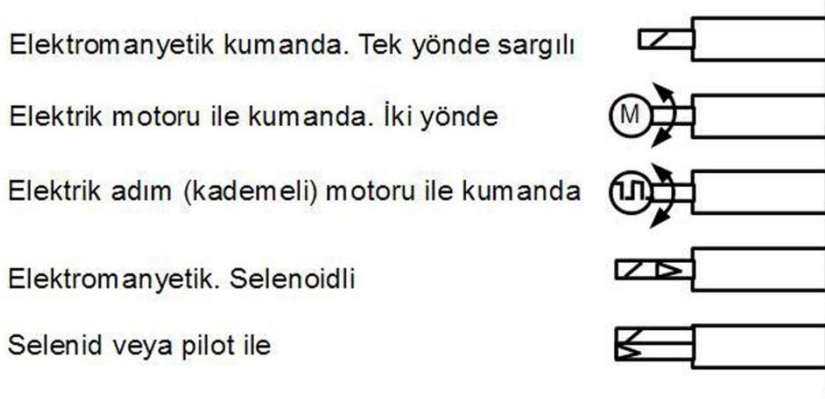 Elektromanyetik kumanda. Tek yönde sargılı
Elektrik motoru ile kumanda. İki yönde
M
Elektrik adım (kademeli) motoru ile kumanda
Elektromanyetik. Selenoidli
Selenid veya pilot ile